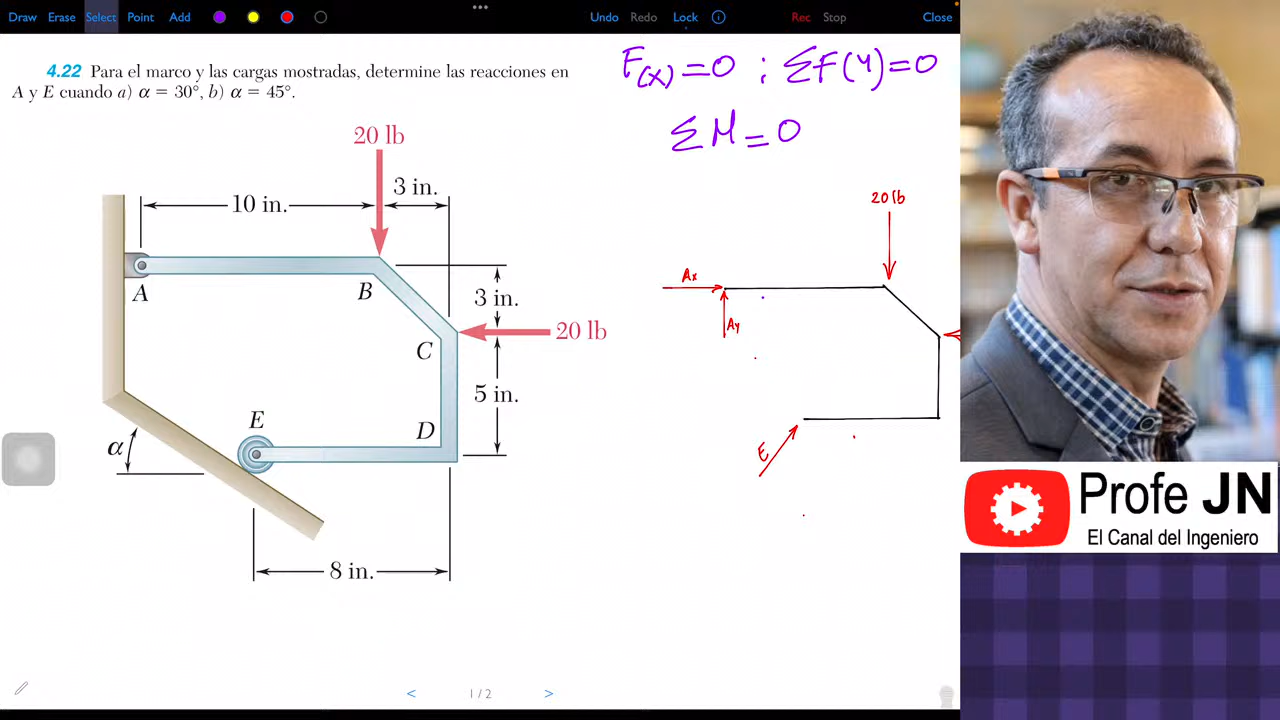 Draw Erase Select Point Add Undo Redo Lock Rec Stop Close
4.22 Para el marco y las cargas mostradas, determine las reacciones en
A y E cuando a) α = 30°, b) α = 45°.
F(x)=0 ; ΣF(Y)=0
ΣM=0
20 lb
3 in.
10 in.
A
B
3 in.
20 lb
C
5 in.
E
D
α
8 in.
20 lb
Ax
Ay
E
1 / 2
Profe JN
El Canal del Ingeniero